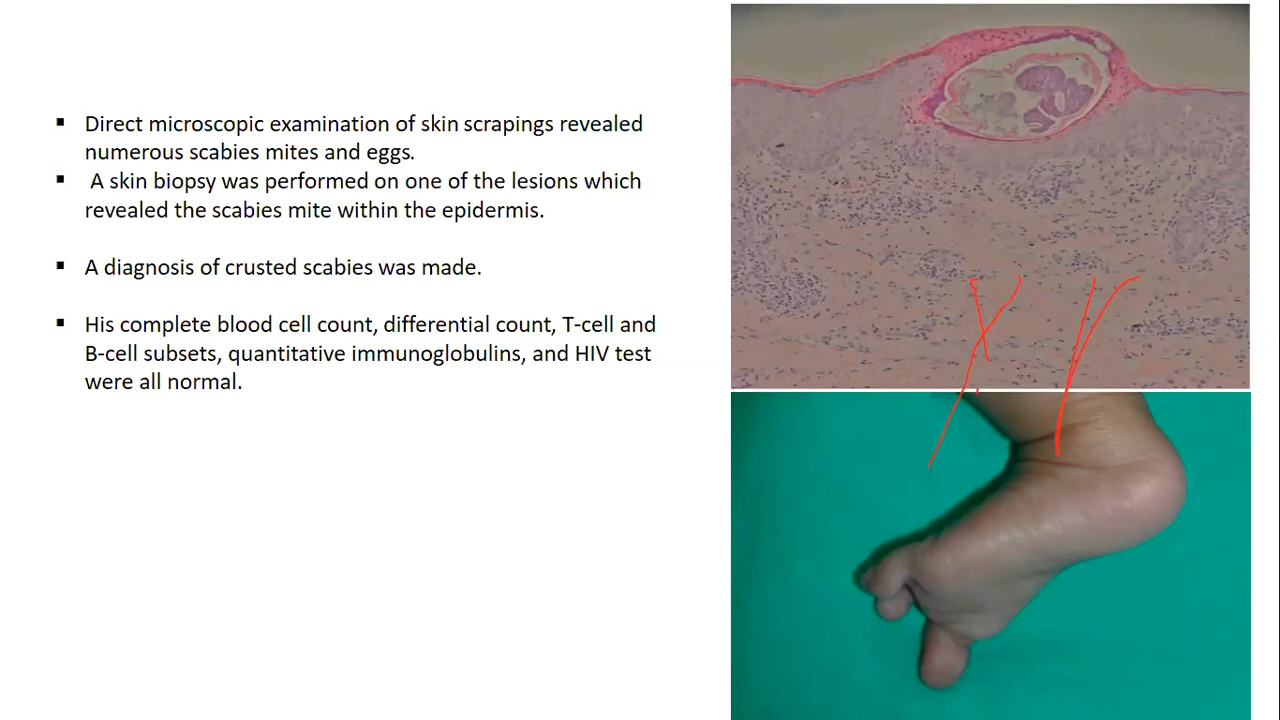 ▪ Direct microscopic examination of skin scrapings revealed
numerous scabies mites and eggs.
▪ A skin biopsy was performed on one of the lesions which
revealed the scabies mite within the epidermis.
▪ A diagnosis of crusted scabies was made.
▪ His complete blood cell count, differential count, T-cell and
B-cell subsets, quantitative immunoglobulins, and HIV test
were all normal.